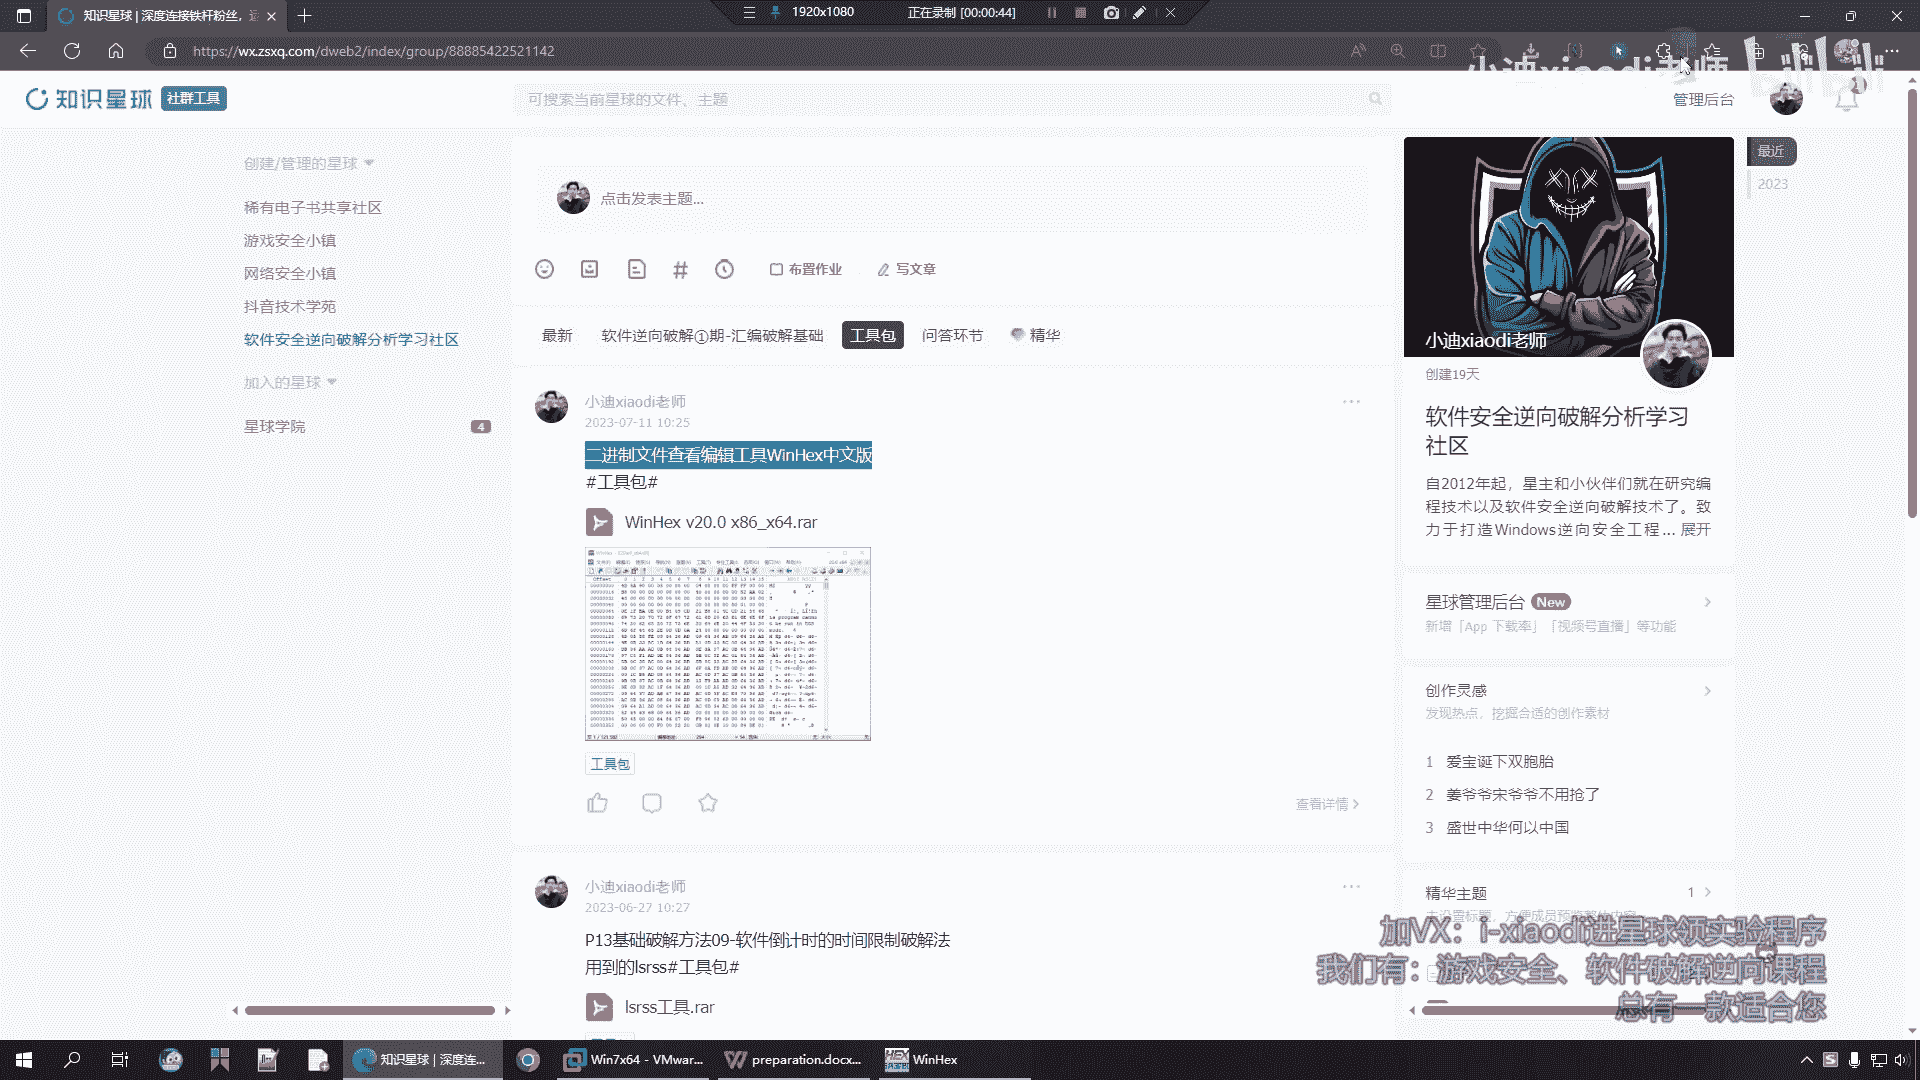 知识星球 | 深度连接铁杆粉丝，运
1920x1080
正在录制 [00:00:44]
https://wx.zsxq.com/dweb2/index/group/88885422521142
小迪xiaodi老师
bilibili
知识星球
社群工具
可搜索当前星球的文件、主题
管理后台
1
创建/管理的星球
稀有电子书共享社区
游戏安全小镇
网络安全小镇
抖音技术学苑
软件安全逆向破解分析学习社区
加入的星球
星球学院
4
点击发表主题...
布置作业
写文章
最新
软件逆向破解①期-汇编破解基础
工具包
问答环节
精华
小迪xiaodi老师
2023-07-11 10:25
二进制文件查看编辑工具WinHex中文版
#工具包#
WinHex v20.0 x86_x64.rar
工具包
查看详情
小迪xiaodi老师
2023-06-27 10:27
P13基础破解方法09-软件倒计时的时间限制破解法
用到的lsrss#工具包#
lsrss工具.rar
最近
2023
小迪xiaodi老师
创建19天
软件安全逆向破解分析学习
社区
自2012年起，星主和小伙伴们就在研究编
程技术以及软件安全逆向破解技术了。致
力于打造Windows逆向安全工程... 展开
星球管理后台 New
新增「App 下载率」「视频号直播」等功能
创作灵感
发现热点，挖掘合适的创作素材
1 爱宝诞下双胞胎
2 姜爷爷宋爷爷不用抢了
3 盛世中华何以中国
精华主题
1
加VX：i-xiaodi进星球领实验程序
我们有：游戏安全、软件破解逆向课程
总有一款适合您
知识星球 | 深度连...
Win7x64 - VMwar...
preparation.docx...
WinHex